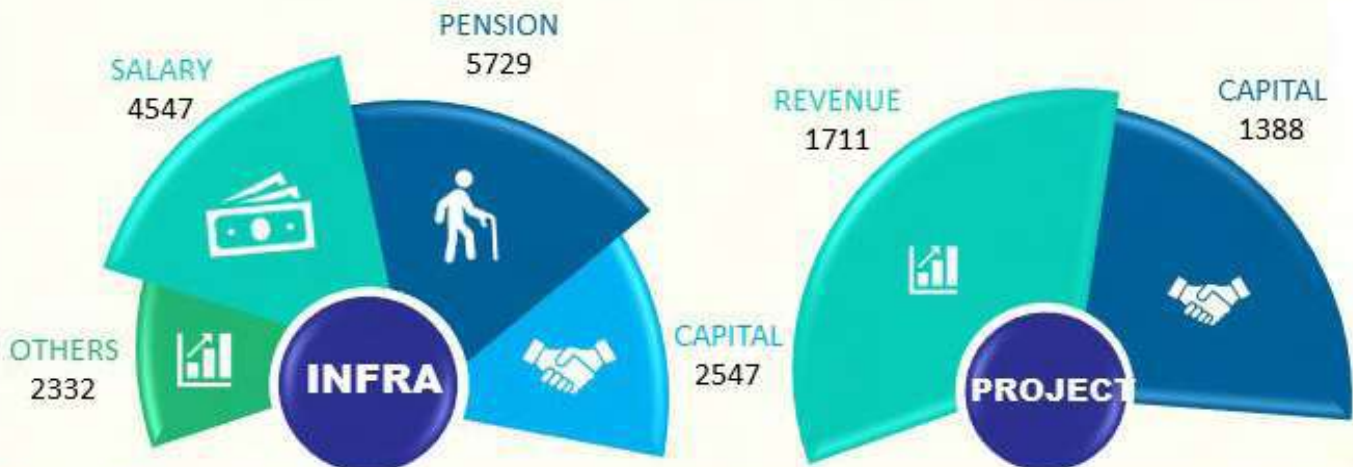 PENSION
5729
SALARY
4547
OTHERS
2332
INFRA
CAPITAL
2547
REVENUE
1711
CAPITAL
1388
PROJECT